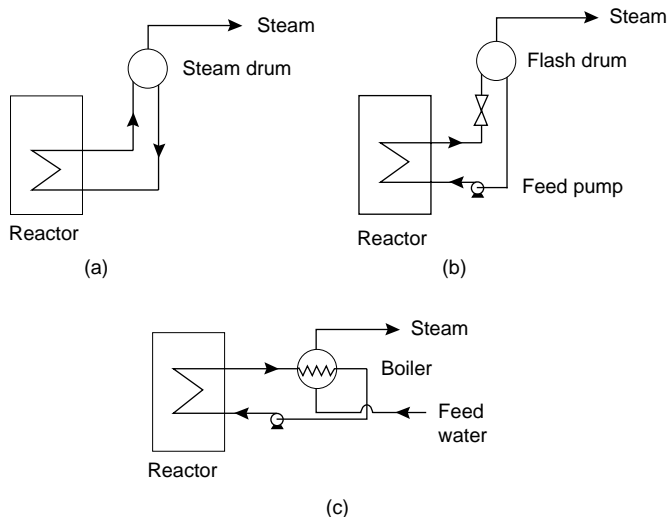 Steam
Steam drum
Reactor
(a)
Steam
Flash drum
Feed pump
Reactor
(b)
Steam
Boiler
Feed
water
Reactor
(c)